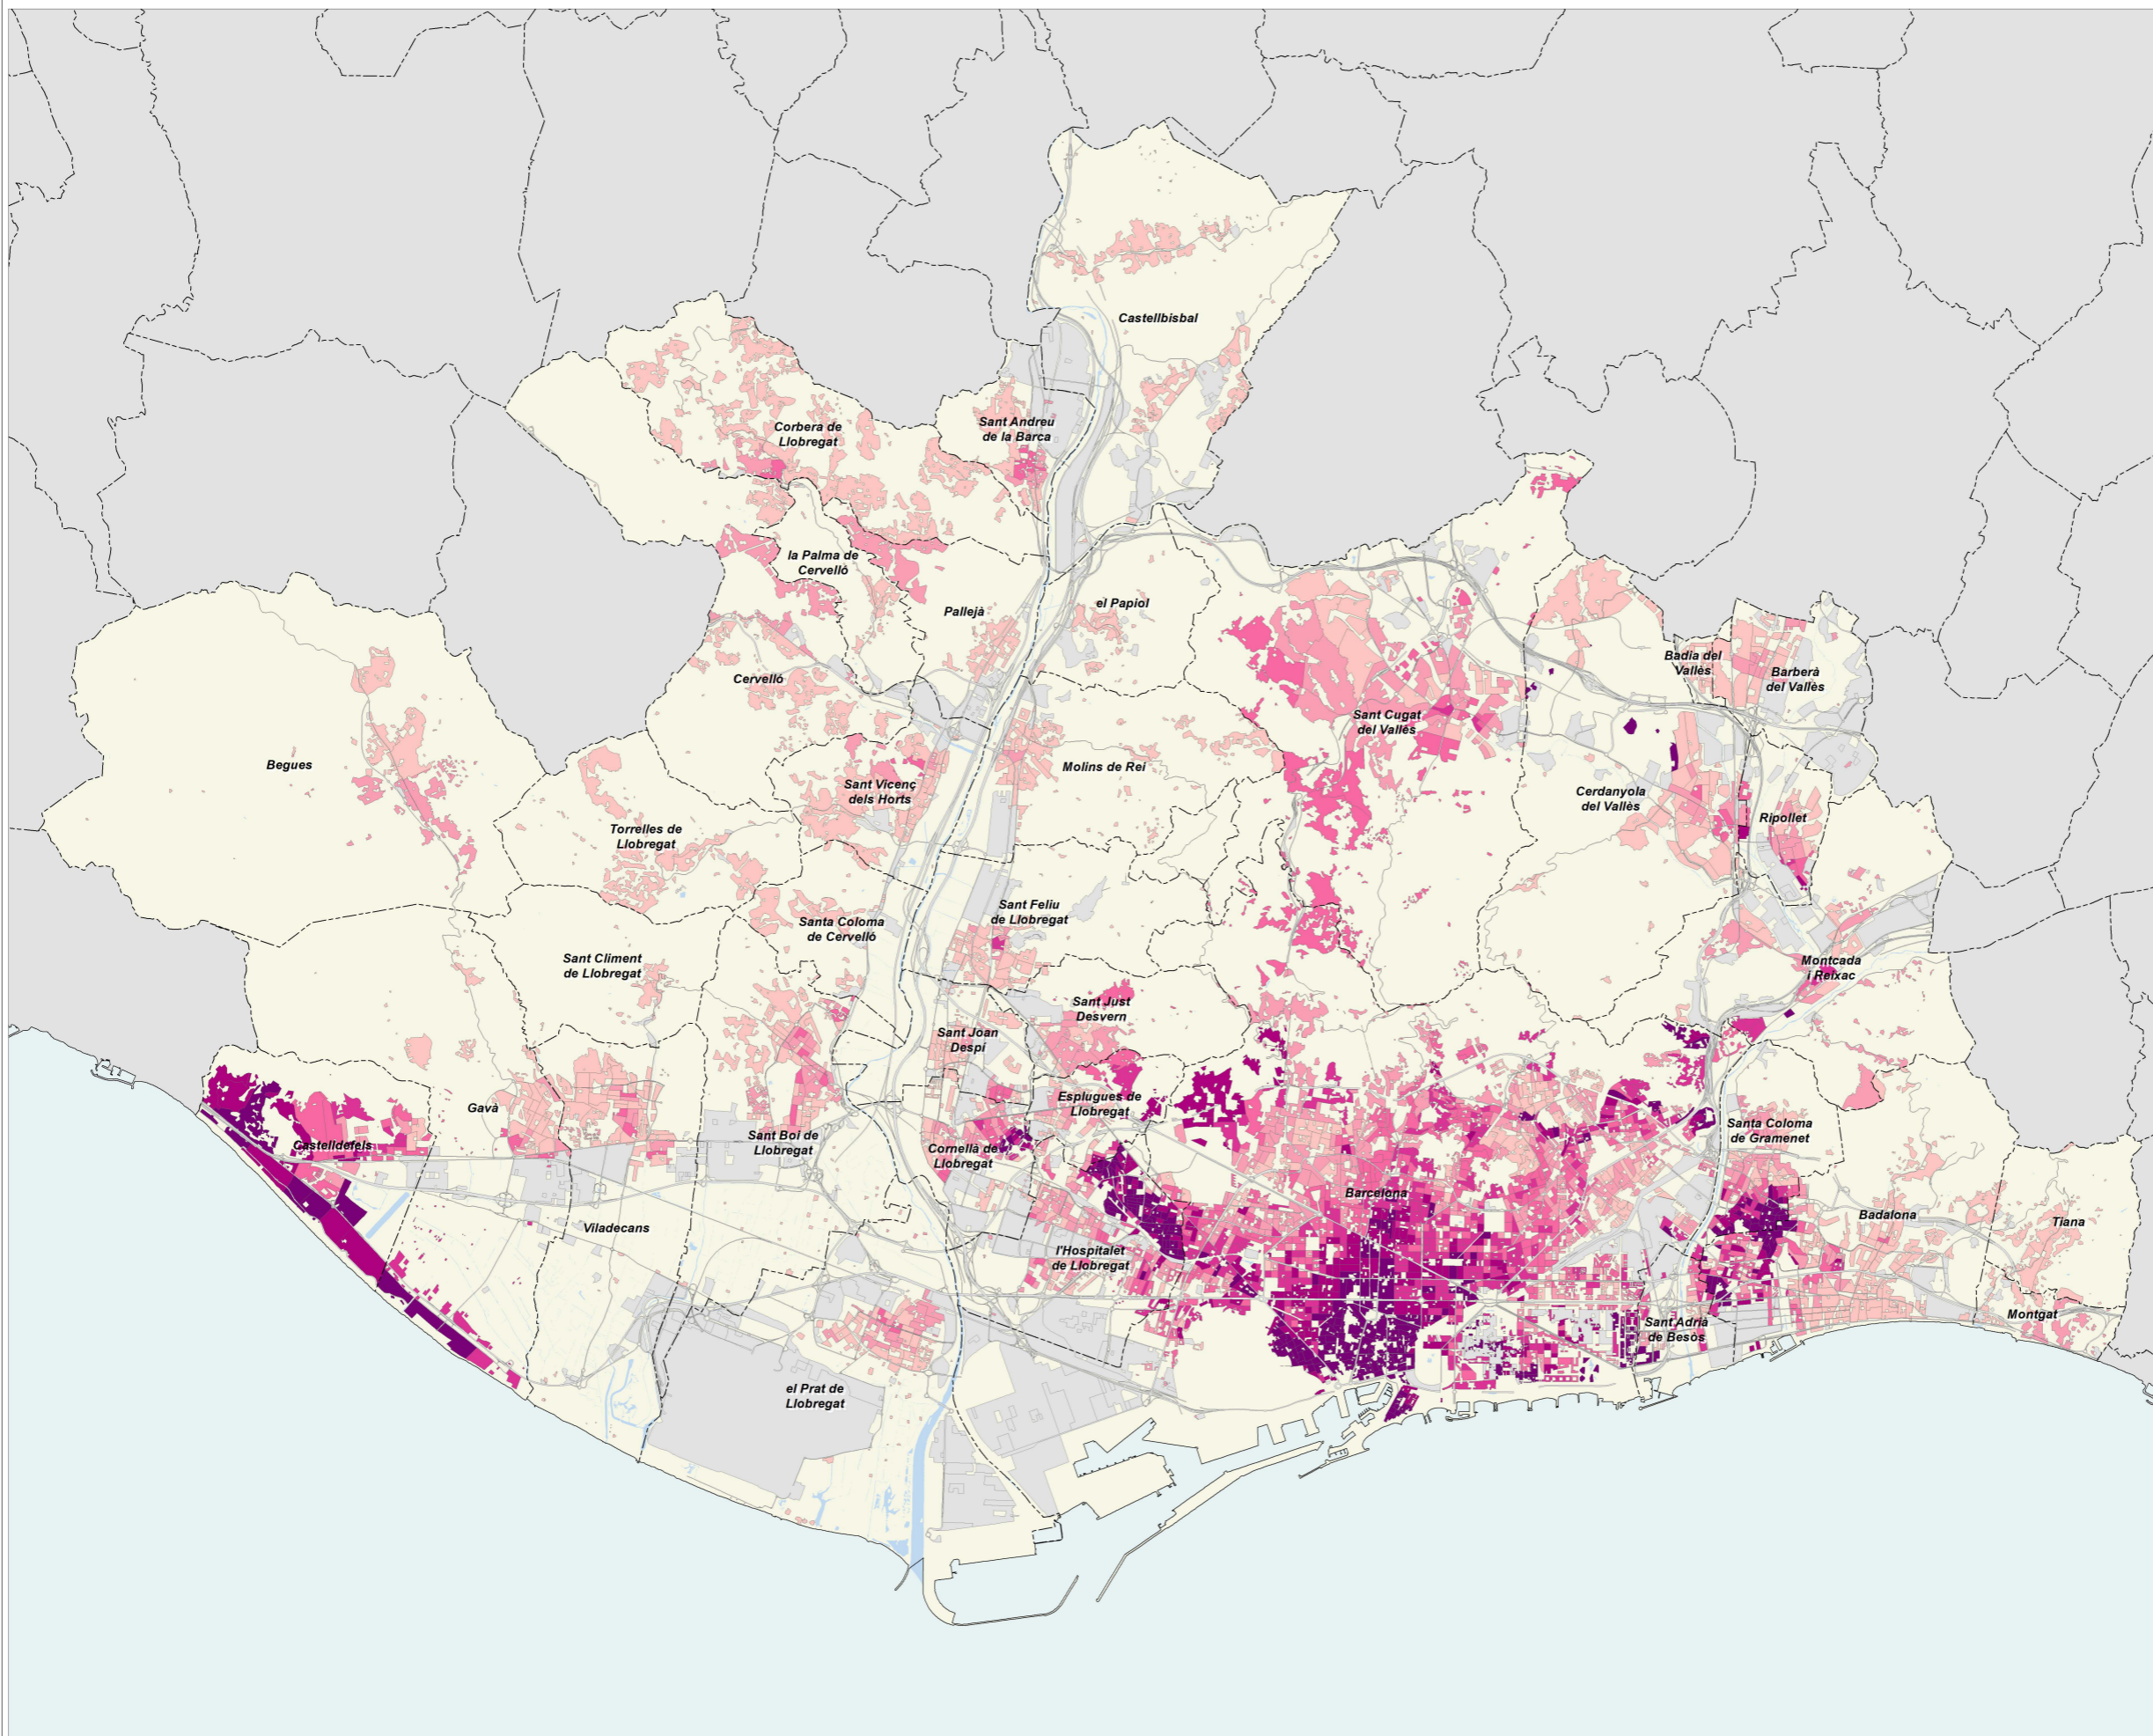 Castellbisbal
Corbera de
Llobregat
Sant Andreu
de la Barca
la Palma de
Cervelló
Pallejà
el Papiol
Cervelló
Badia del
Vallès
Barberà
del Vallès
Sant Cugat
del Vallès
Begues
Sant Vicenç
dels Horts
Molins de Rei
Cerdanyola
del Vallès
Ripollet
Torrelles de
Llobregat
Santa Coloma
de Cervelló
Sant Feliu
de Llobregat
Sant Climent
de Llobregat
Montcada
i Reixac
Sant Just
Desvern
Sant Joan
Despí
Gavà
Esplugues de
Llobregat
Castelldefels
Sant Boi de
Llobregat
Cornellà de
Llobregat
Santa Coloma
de Gramenet
Barcelona
Viladecans
Badalona
Tiana
l'Hospitalet
de Llobregat
Montgat
Sant Adrià
de Besòs
el Prat de
Llobregat